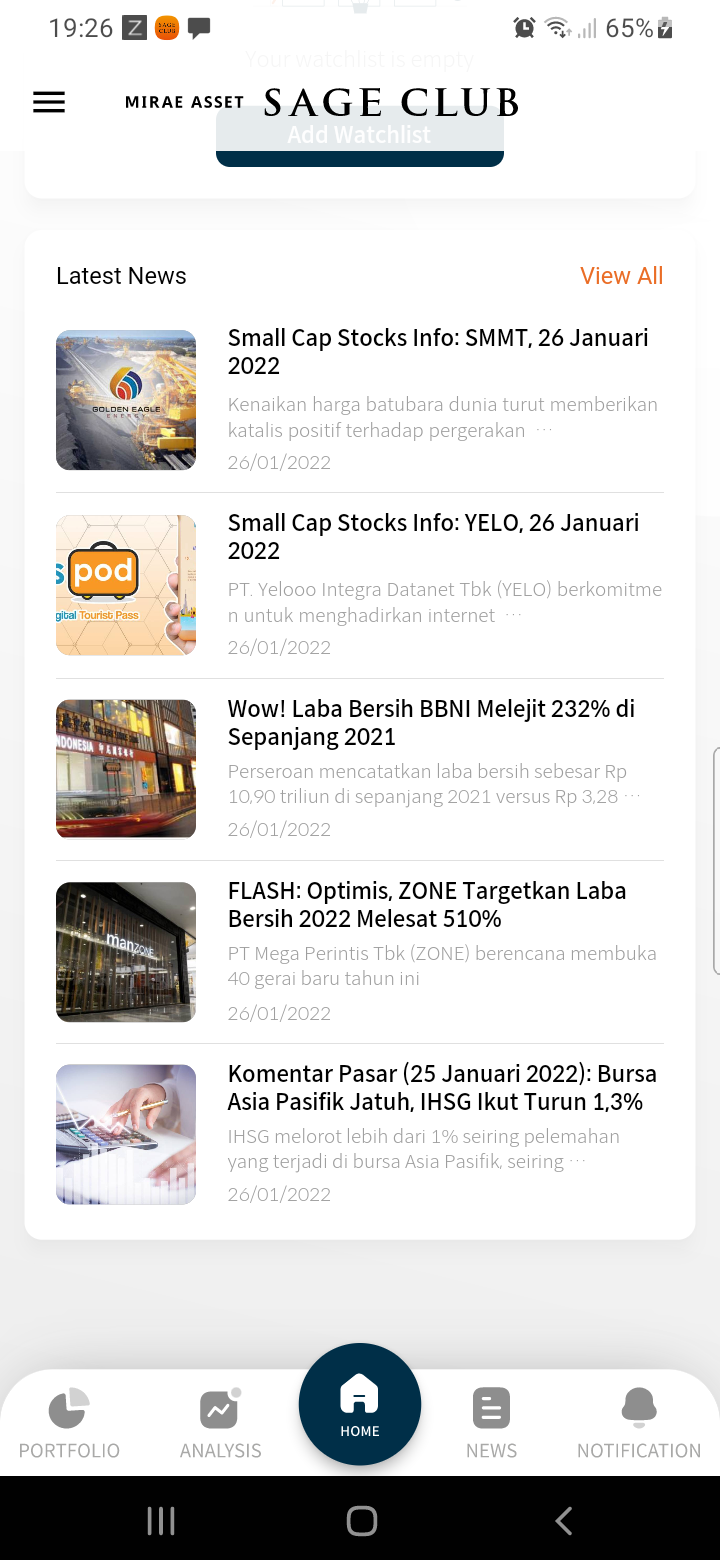 19:26
Z
SAGE CLUB
65%
Your watchlist is empty
MIRAE ASSET SAGE CLUB
Add Watchlist
Latest News
View All
GOLDEN EAGLE
ENERGY
Small Cap Stocks Info: SMMT, 26 Januari
2022
Kenaikan harga batubara dunia turut memberikan
katalis positif terhadap pergerakan ...
26/01/2022
s pod
gital Tourist Pass
Small Cap Stocks Info: YELO, 26 Januari
2022
PT. Yelooo Integra Datanet Tbk (YELO) berkomitme
n untuk menghadirkan internet ...
26/01/2022
NDONESIA
Wow! Laba Bersih BBNI Melejit 232% di
Sepanjang 2021
Perseroan mencatatkan laba bersih sebesar Rp
10,90 triliun di sepanjang 2021 versus Rp 3,28 ...
26/01/2022
manZONE
FLASH: Optimis, ZONE Targetkan Laba
Bersih 2022 Melesat 510%
PT Mega Perintis Tbk (ZONE) berencana membuka
40 gerai baru tahun ini
26/01/2022
Komentar Pasar (25 Januari 2022): Bursa
Asia Pasifik Jatuh, IHSG Ikut Turun 1,3%
IHSG melorot lebih dari 1% seiring pelemahan
yang terjadi di bursa Asia Pasifik, seiring ...
26/01/2022
PORTFOLIO
ANALYSIS
HOME
NEWS
NOTIFICATION